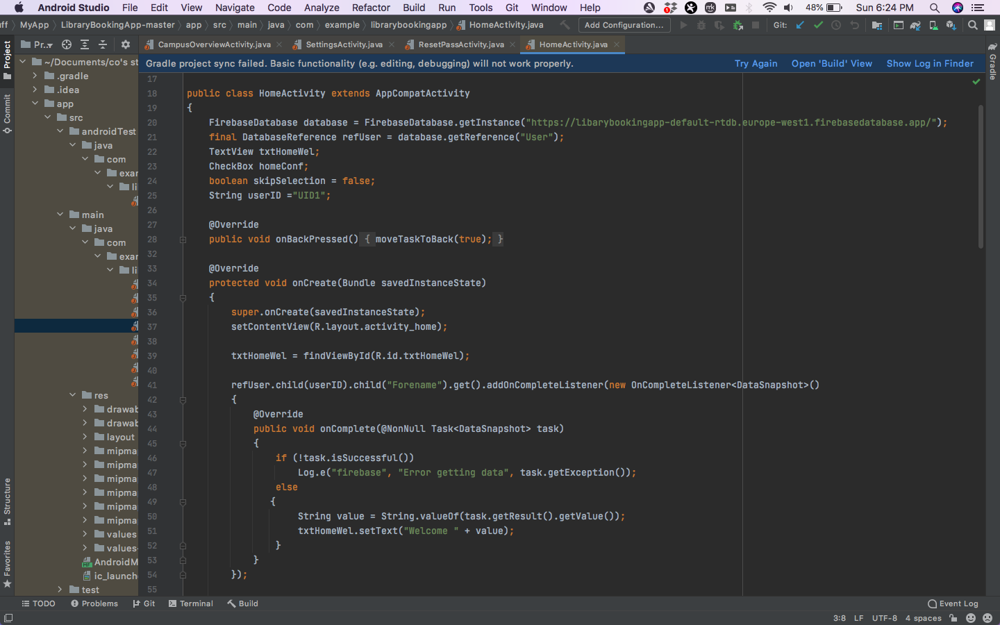 Android Studio File Edit View Navigate Code Analyze Refactor Build Run Tools Git Window Help 1 mk 48% Sun 6:24 PM
ff MyApp LibraryBookingApp-master app src main java com example librarybookingapp HomeActivity.java Add Configuration... Git:
Pr... CampusOverviewActivity.java SettingsActivity.java ResetPassActivity.java HomeActivity.java
Gradle project sync failed. Basic functionality (e.g. editing, debugging) will not work properly. Try Again Open 'Build' View Show Log in Finder
Project
Commit
Structure
Favorites
Gradle
~/Documents/co's st
.gradle
.idea
app
src
androidTest
java
com
exar
li
main
java
com
exar
li
res
drawab
drawab
layout
mipma
mipma
mipma
mipma
mipma
mipma
values
values-
AndroidM
ic_launch
test
17
18 public class HomeActivity extends AppCompatActivity
19 {
20 FirebaseDatabase database = FirebaseDatabase.getInstance("https://libarybookingapp-default-rtdb.europe-west1.firebasedatabase.app/");
21 final DatabaseReference refUser = database.getReference("User");
22 TextView txtHomeWel;
23 CheckBox homeConf;
24 boolean skipSelection = false;
25 String userID ="UID1";
26
27 @Override
28 public void onBackPressed() { moveTaskToBack(true); }
32
33 @Override
34 protected void onCreate(Bundle savedInstanceState)
35 {
36 super.onCreate(savedInstanceState);
37 setContentView(R.layout.activity_home);
38
39 txtHomeWel = findViewById(R.id.txtHomeWel);
40
41 refUser.child(userID).child("Forename").get().addOnCompleteListener(new OnCompleteListener<DataSnapshot>()
42 {
43 @Override
44 public void onComplete(@NonNull Task<DataSnapshot> task)
45 {
46 if (!task.isSuccessful())
47 Log.e("firebase", "Error getting data", task.getException());
48 else
49 {
50 String value = String.valueOf(task.getResult().getValue());
51 txtHomeWel.setText("Welcome " + value);
52 }
53 }
54 });
55
TODO Problems Git Terminal Build Event Log
3:8 LF UTF-8 4 spaces